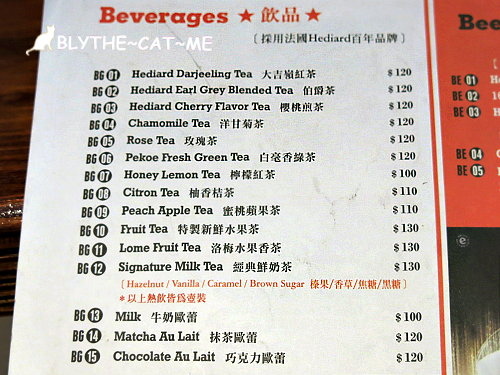 Beverages ★ 飲品 ★
BLYTHE~CAT~ME
〔採用法國Hediard百年品牌〕
BG 01 Hediard Darjeeling Tea 大吉嶺紅茶 $120
BG 02 Hediard Earl Grey Blended Tea 伯爵茶 $120
BG 03 Hediard Cherry Flavor Tea 櫻桃煎茶 $120
BG 04 Chamomile Tea 洋甘菊茶 $120
BG 05 Rose Tea 玫瑰茶 $120
BG 06 Pekoe Fresh Green Tea 白毫香綠茶 $120
BG 07 Honey Lemon Tea 檸檬紅茶 $100
BG 08 Citron Tea 柚香桔茶 $110
BG 09 Peach Apple Tea 蜜桃蘋果茶 $110
BG 10 Fruit Tea 特製新鮮水果茶 $130
BG 11 Lome Fruit Tea 洛梅水果香茶 $130
BG 12 Signature Milk Tea 經典鮮奶茶 $130
〔Hazelnut / Vanilla / Caramel / Brown Sugar 榛果/香草/焦糖/黑糖〕
*以上熱飲皆爲壺裝
BG 13 Milk 牛奶歐蕾 $100
BG 14 Matcha Au Lait 抹茶歐蕾 $120
BG 15 Chocolate Au Lait 巧克力歐蕾 $120
Bee
BE 01
BE 02
BE 03
BE 04
BE 05